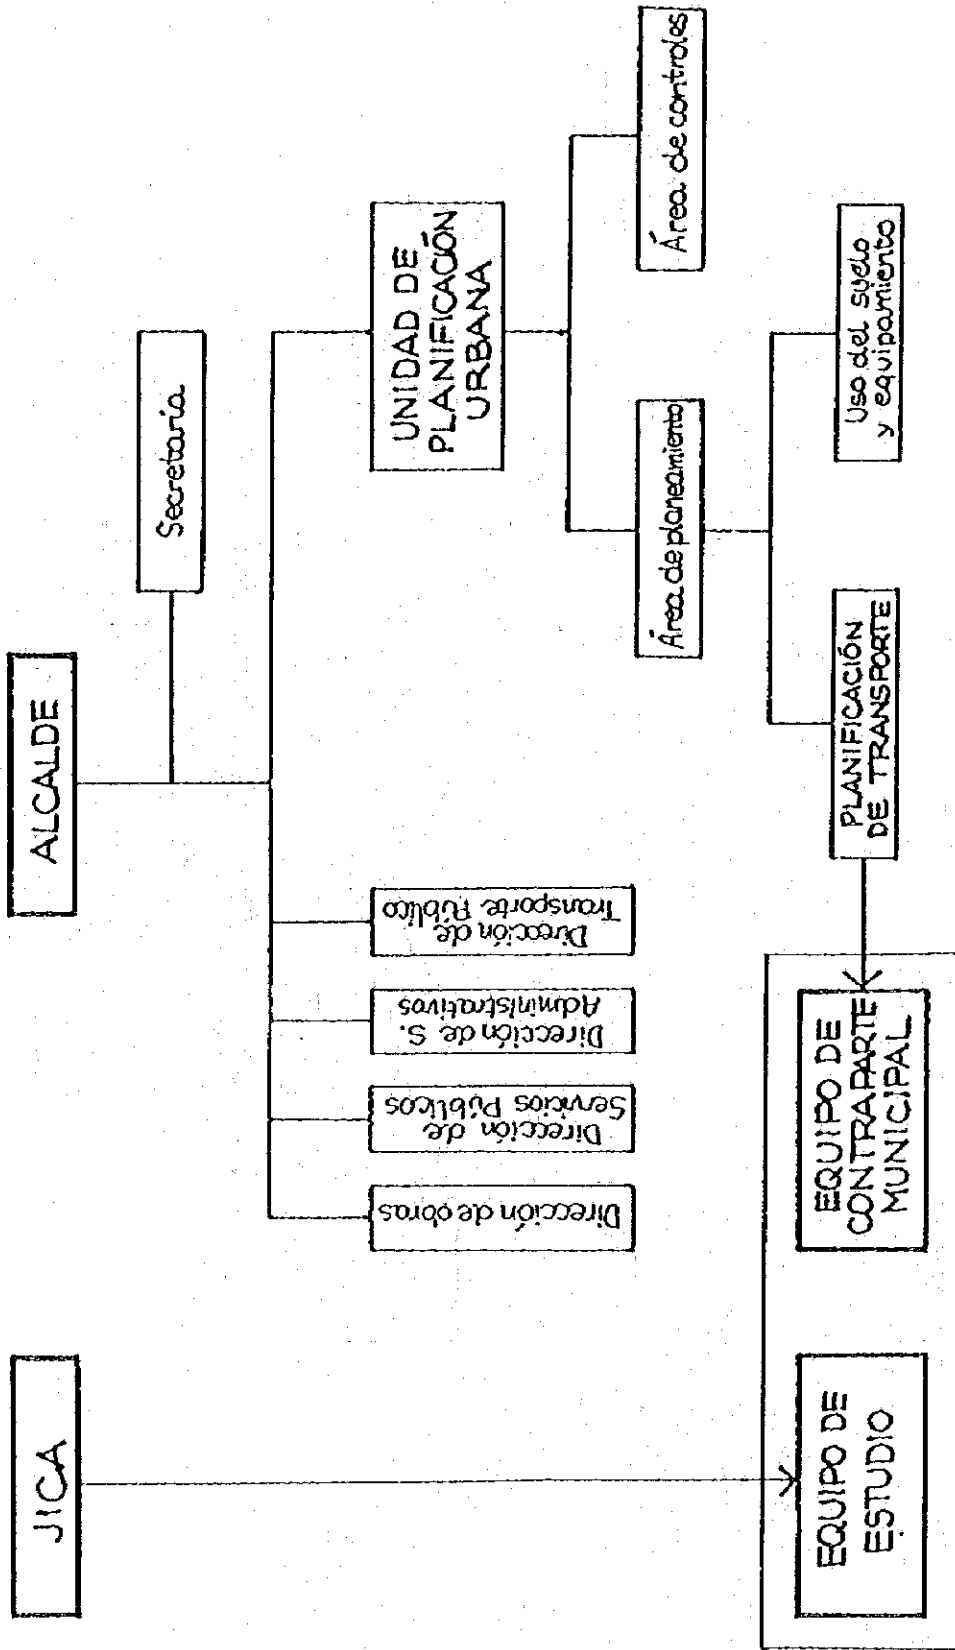 JICA
ALCALDE
Secretaria
Dirección de obras
Dirección de
Servicios Públicos
Dirección de S.
Administrativos
Dirección de
Transporte Público
UNIDAD DE
PLANIFICACIÓN
URBANA
Área de planeamiento
Área de controles
EQUIPO DE
ESTUDIO
EQUIPO DE
CONTRAPARTE
MUNICIPAL
PLANIFICACIÓN
DE TRANSPORTE
Uso del suelo
y equipamiento